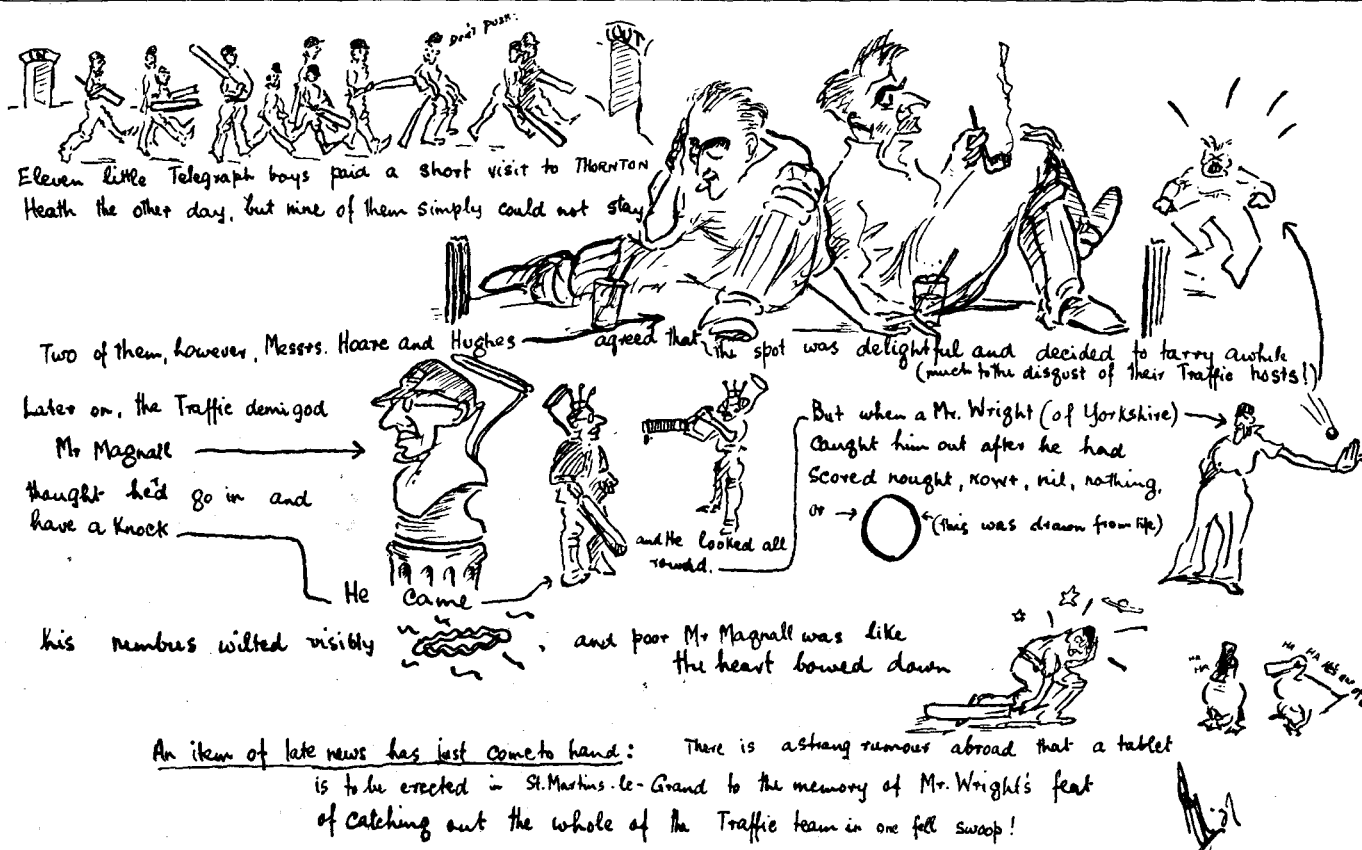 IN
Don't Push!
OUT
Eleven little Telegraph boys paid a short visit to THORNTON
Heath the other day, but nine of them simply could not stay
Two of them, however, Messrs. Hoare and Hughes agreed that the spot was delightful and decided to tarry awhile
(much to the disgust of their Traffic hosts!)
Later on, the Traffic demigod
Mr Magnall
thought he'd go in and
have a Knock
He came
and He looked all
round.
But when a Mr. Wright (of Yorkshire)
caught him out after he had
scored nought, nowt, nil, nothing,
or
(this was drawn from life)
his nimbus wilted visibly , and poor Mr Magnall was like
the heart bowed down
HA HA
HA HA
An item of late news has just come to hand: There is a strang rumour abroad that a tablet
is to be erected in St. Martins-le-Grand to the memory of Mr. Wright's feat
of catching out the whole of the Traffic team in one fell swoop!